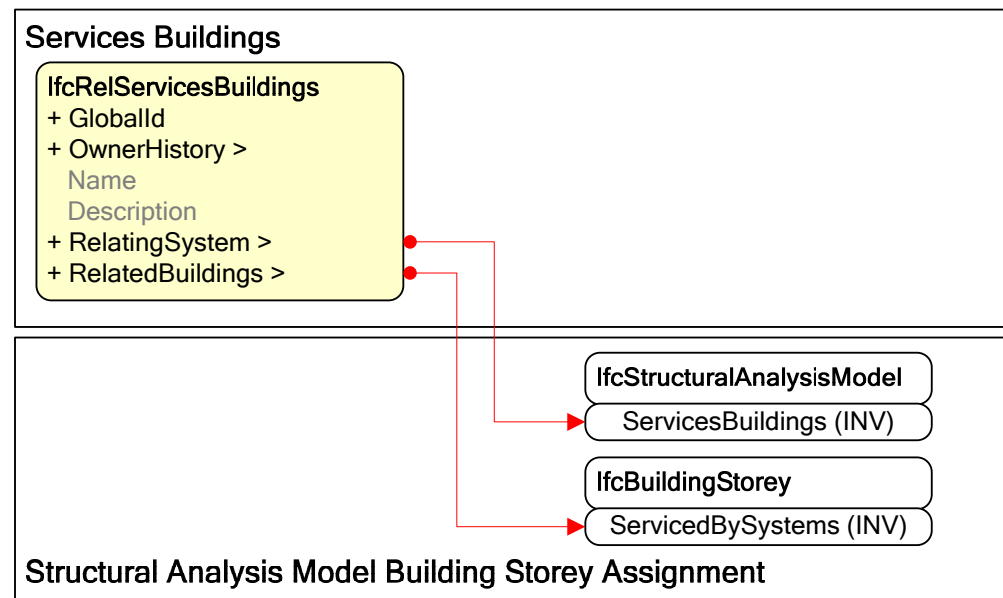 Services Buildings
IfcRelServicesBuildings
+ GlobalId
+ OwnerHistory >
Name
Description
+ RelatingSystem >
+ RelatedBuildings >
IfcStructuralAnalysisModel
ServicesBuildings (INV)
IfcBuildingStorey
ServicedBySystems (INV)
Structural Analysis Model Building Storey Assignment